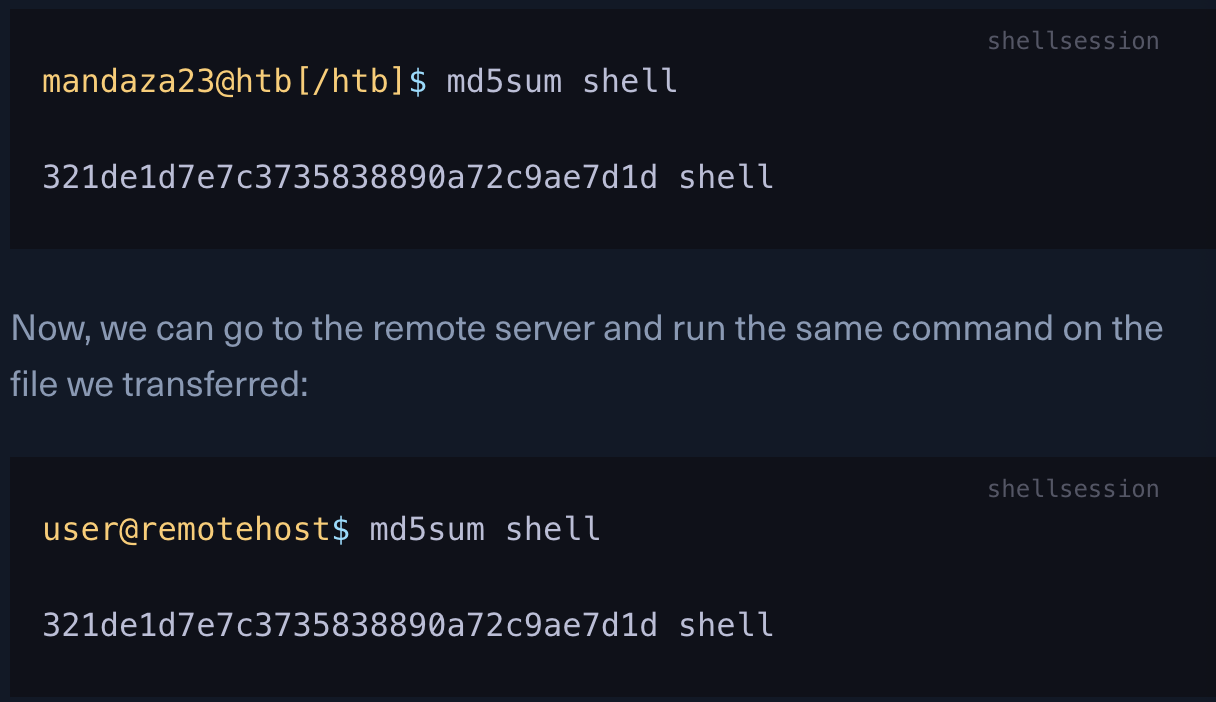 shellsession
mandaza23@htb[/htb]$ md5sum shell
321de1d7e7c3735838890a72c9ae7d1d shell
Now, we can go to the remote server and run the same command on the
file we transferred:
shellsession
user@remotehost$ md5sum shell
321de1d7e7c3735838890a72c9ae7d1d shell